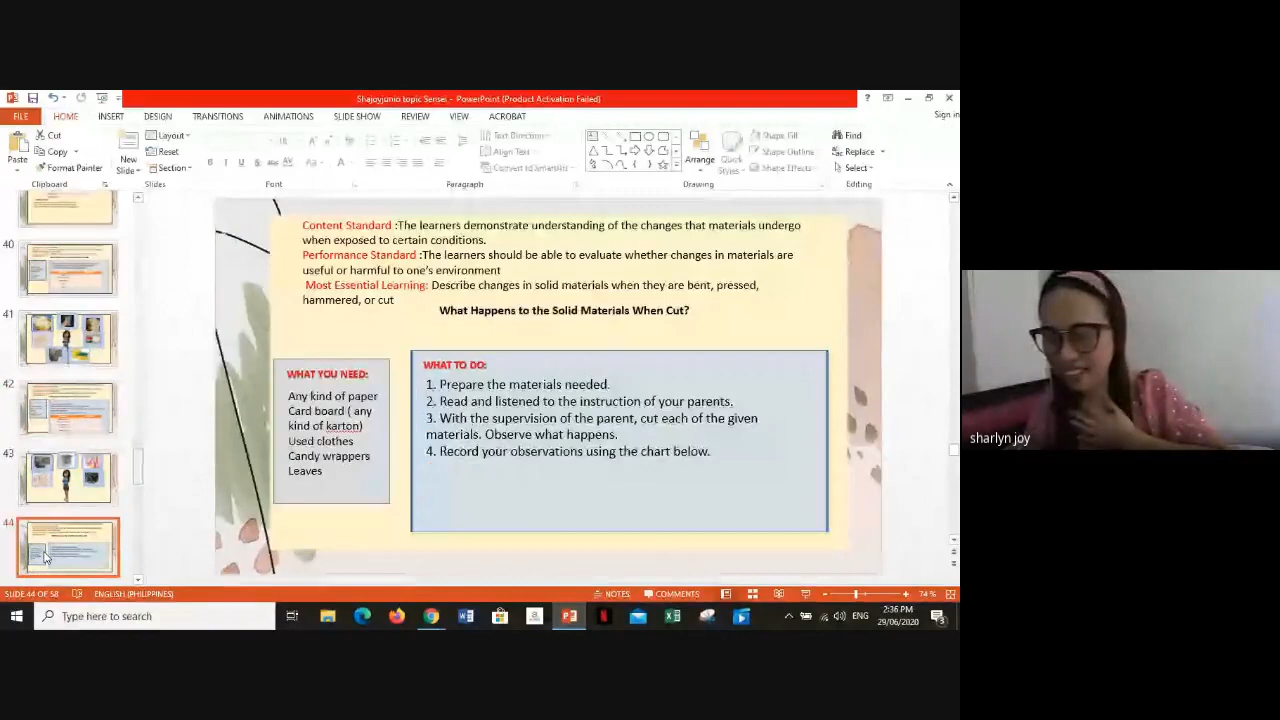 Shajoyjunio topic Sensei - PowerPoint (Product Activation Failed)
FILE HOME INSERT DESIGN TRANSITIONS ANIMATIONS SLIDE SHOW REVIEW VIEW ACROBAT
Sign in
Paste
Cut
Copy
Format Painter
Clipboard
New
Slide
Layout
Reset
Section
Slides
Font
Text Direction
Align Text
Convert to SmartArt
Paragraph
Arrange
Quick
Styles
Shape Fill
Shape Outline
Shape Effects
Drawing
Find
Replace
Select
Editing
40
41
42
43
44
Content Standard :The learners demonstrate understanding of the changes that materials undergo
when exposed to certain conditions.
Performance Standard :The learners should be able to evaluate whether changes in materials are
useful or harmful to one's environment
Most Essential Learning: Describe changes in solid materials when they are bent, pressed,
hammered, or cut
What Happens to the Solid Materials When Cut?
WHAT YOU NEED:
Any kind of paper
Card board ( any
kind of karton)
Used clothes
Candy wrappers
Leaves
WHAT TO DO:
1. Prepare the materials needed.
2. Read and listened to the instruction of your parents.
3. With the supervision of the parent, cut each of the given
materials. Observe what happens.
4. Record your observations using the chart below.
sharlyn joy
SLIDE 44 OF 58 ENGLISH (PHILIPPINES) NOTES COMMENTS 74 %
Type here to search
ENG
2:36 PM
29/06/2020